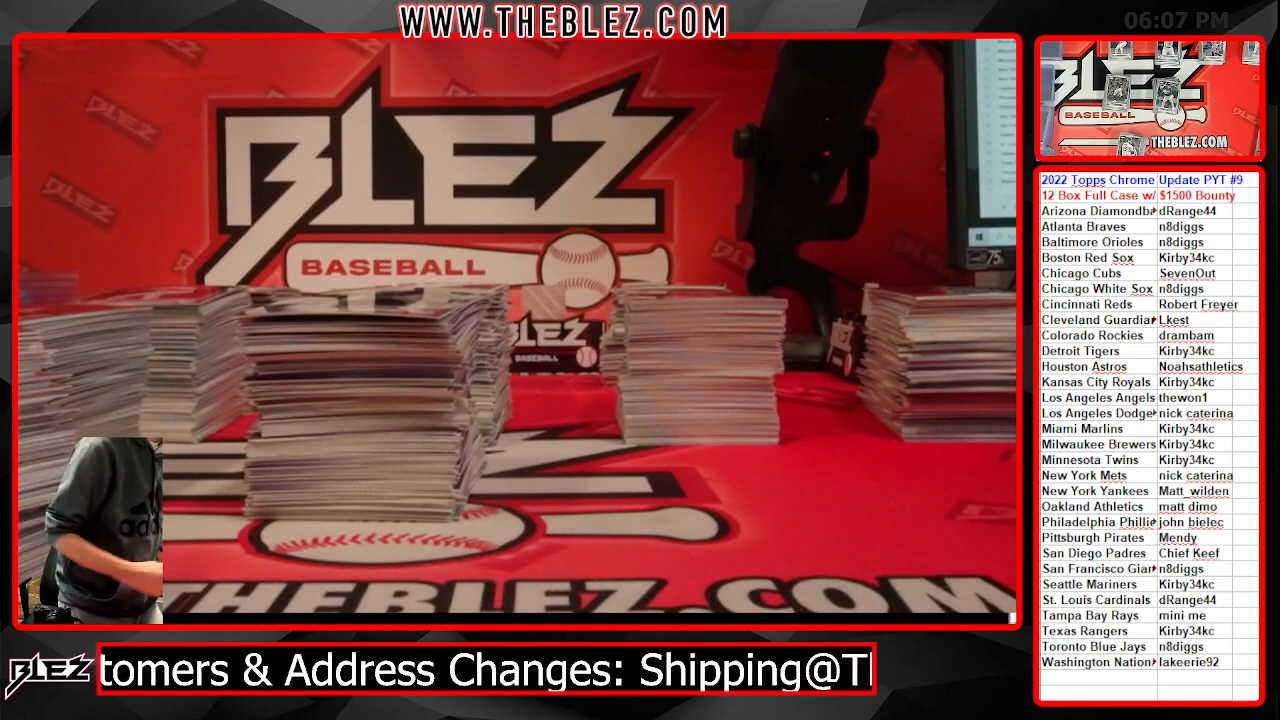 WWW.THEBLEZ.COM
06:07 PM
BLEZ
BASEBALL
BLEZ
BASEBALL
75
THEBLEZ.COM
BLEZ
BASEBALL
THEBLEZ.COM
2022 Topps Chrome Update PYT #9
12 Box Full Case w/ $1500 Bounty
Arizona Diamondba dRange44
Atlanta Braves n8diggs
Baltimore Orioles n8diggs
Boston Red Sox Kirby34kc
Chicago Cubs SevenOut
Chicago White Sox n8diggs
Cincinnati Reds Robert Freyer
Cleveland Guardia Lkest
Colorado Rockies drambam
Detroit Tigers Kirby34kc
Houston Astros Noahsathletics
Kansas City Royals Kirby34kc
Los Angeles Angels thewon1
Los Angeles Dodge nick caterina
Miami Marlins Kirby34kc
Milwaukee Brewers Kirby34kc
Minnesota Twins Kirby34kc
New York Mets nick caterina
New York Yankees Matt_wilden
Oakland Athletics matt dimo
Philadelphia Phillie john bielec
Pittsburgh Pirates Mendy
San Diego Padres Chief Keef
San Francisco Gian n8diggs
Seattle Mariners Kirby34kc
St. Louis Cardinals dRange44
Tampa Bay Rays mini me
Texas Rangers Kirby34kc
Toronto Blue Jays n8diggs
Washington Nation lakeerie92
adidas
BLEZ
tomers & Address Changes: Shipping@T